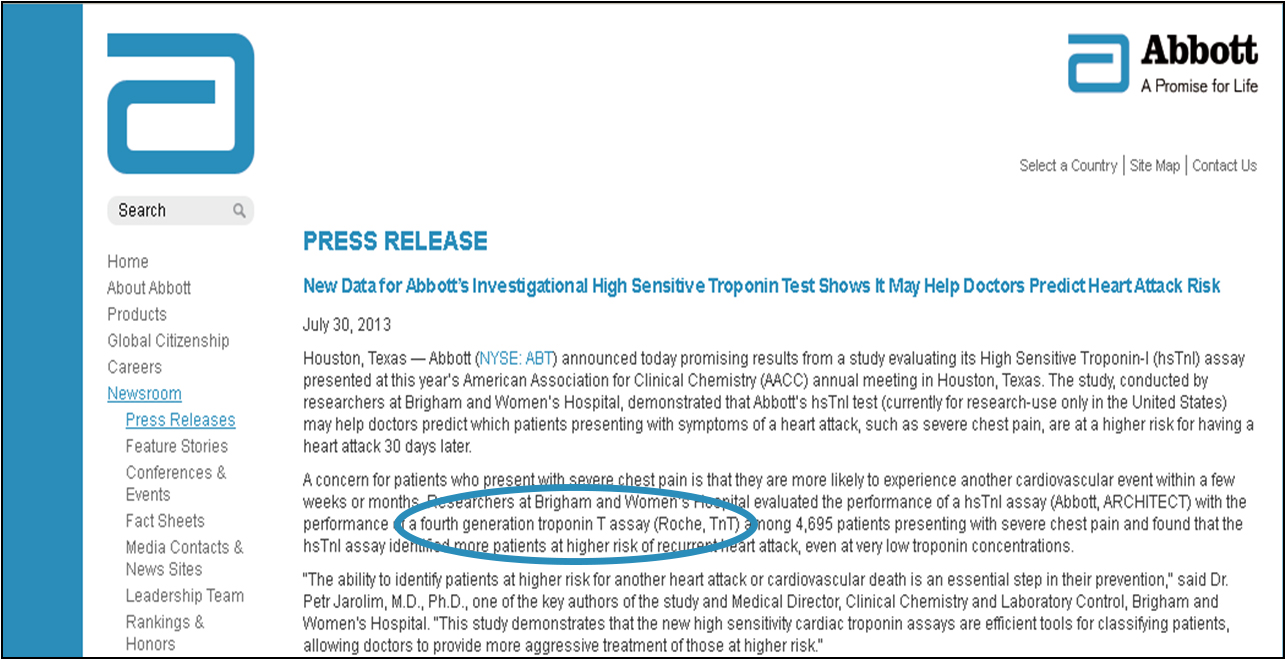 Abbott
A Promise for Life
Select a Country | Site Map | Contact Us
Search
Home
About Abbott
Products
Global Citizenship
Careers
Newsroom
Press Releases
Feature Stories
Conferences &
Events
Fact Sheets
Media Contacts &
News Sites
Leadership Team
Rankings &
Honors
PRESS RELEASE
New Data for Abbott's Investigational High Sensitive Troponin Test Shows It May Help Doctors Predict Heart Attack Risk
July 30, 2013
Houston, Texas — Abbott (NYSE: ABT) announced today promising results from a study evaluating its High Sensitive Troponin-I (hsTnI) assay
presented at this year's American Association for Clinical Chemistry (AACC) annual meeting in Houston, Texas. The study, conducted by
researchers at Brigham and Women's Hospital, demonstrated that Abbott's hsTnI test (currently for research-use only in the United States)
may help doctors predict which patients presenting with symptoms of a heart attack, such as severe chest pain, are at a higher risk for having a
heart attack 30 days later.
A concern for patients who present with severe chest pain is that they are more likely to experience another cardiovascular event within a few
weeks or months. Researchers at Brigham and Women's Hospital evaluated the performance of a hsTnI assay (Abbott, ARCHITECT) with the
performance of a fourth generation troponin T assay (Roche, TnT) among 4,695 patients presenting with severe chest pain and found that the
hsTnI assay identified more patients at higher risk of recurrent heart attack, even at very low troponin concentrations.
"The ability to identify patients at higher risk for another heart attack or cardiovascular death is an essential step in their prevention," said Dr.
Petr Jarolim, M.D., Ph.D., one of the key authors of the study and Medical Director, Clinical Chemistry and Laboratory Control, Brigham and
Women's Hospital. "This study demonstrates that the new high sensitivity cardiac troponin assays are efficient tools for classifying patients,
allowing doctors to provide more aggressive treatment of those at higher risk."